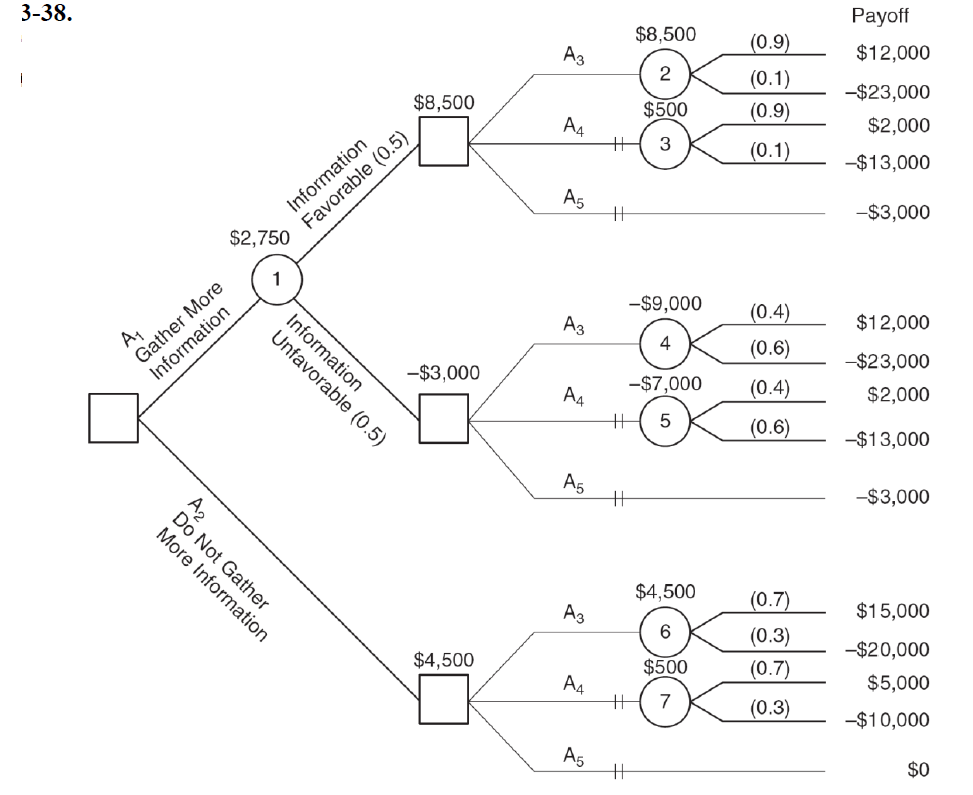 3-38.
Payoff
$8,500
A3
2
(0.9)
$12,000
(0.1)
–$23,000
$8,500
$500
A4
3
(0.9)
$2,000
(0.1)
–$13,000
A5
–$3,000
Information
Favorable (0.5)
$2,750
1
A1
Gather More
Information
Information
Unfavorable (0.5)
–$9,000
A3
4
(0.4)
$12,000
(0.6)
–$23,000
–$3,000
–$7,000
A4
5
(0.4)
$2,000
(0.6)
–$13,000
A5
–$3,000
A2
Do Not Gather
More Information
$4,500
A3
6
(0.7)
$15,000
(0.3)
–$20,000
$4,500
$500
A4
7
(0.7)
$5,000
(0.3)
–$10,000
A5
$0